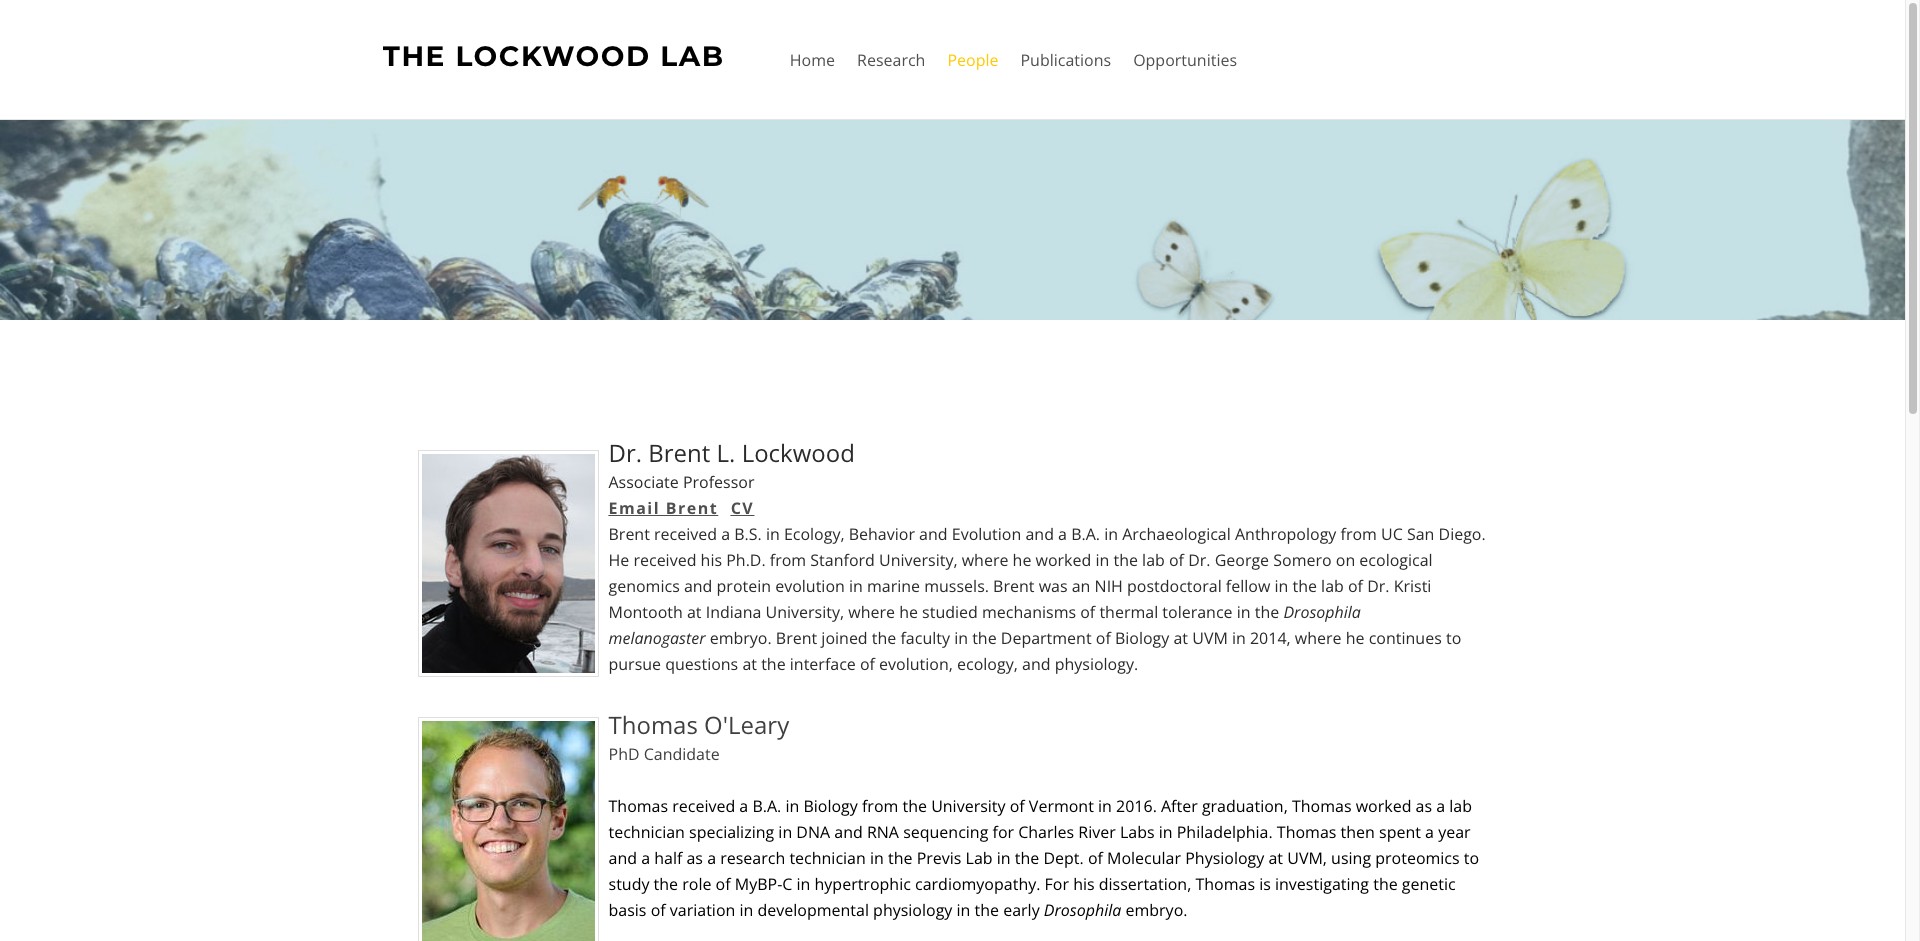 THE LOCKWOOD LAB
Home Research People Publications Opportunities
Dr. Brent L. Lockwood
Associate Professor
Email Brent CV
Brent received a B.S. in Ecology, Behavior and Evolution and a B.A. in Archaeological Anthropology from UC San Diego.
He received his Ph.D. from Stanford University, where he worked in the lab of Dr. George Somero on ecological
genomics and protein evolution in marine mussels. Brent was an NIH postdoctoral fellow in the lab of Dr. Kristi
Montooth at Indiana University, where he studied mechanisms of thermal tolerance in the Drosophila
melanogaster embryo. Brent joined the faculty in the Department of Biology at UVM in 2014, where he continues to
pursue questions at the interface of evolution, ecology, and physiology.
Thomas O'Leary
PhD Candidate
Thomas received a B.A. in Biology from the University of Vermont in 2016. After graduation, Thomas worked as a lab
technician specializing in DNA and RNA sequencing for Charles River Labs in Philadelphia. Thomas then spent a year
and a half as a research technician in the Previs Lab in the Dept. of Molecular Physiology at UVM, using proteomics to
study the role of MyBP-C in hypertrophic cardiomyopathy. For his dissertation, Thomas is investigating the genetic
basis of variation in developmental physiology in the early Drosophila embryo.